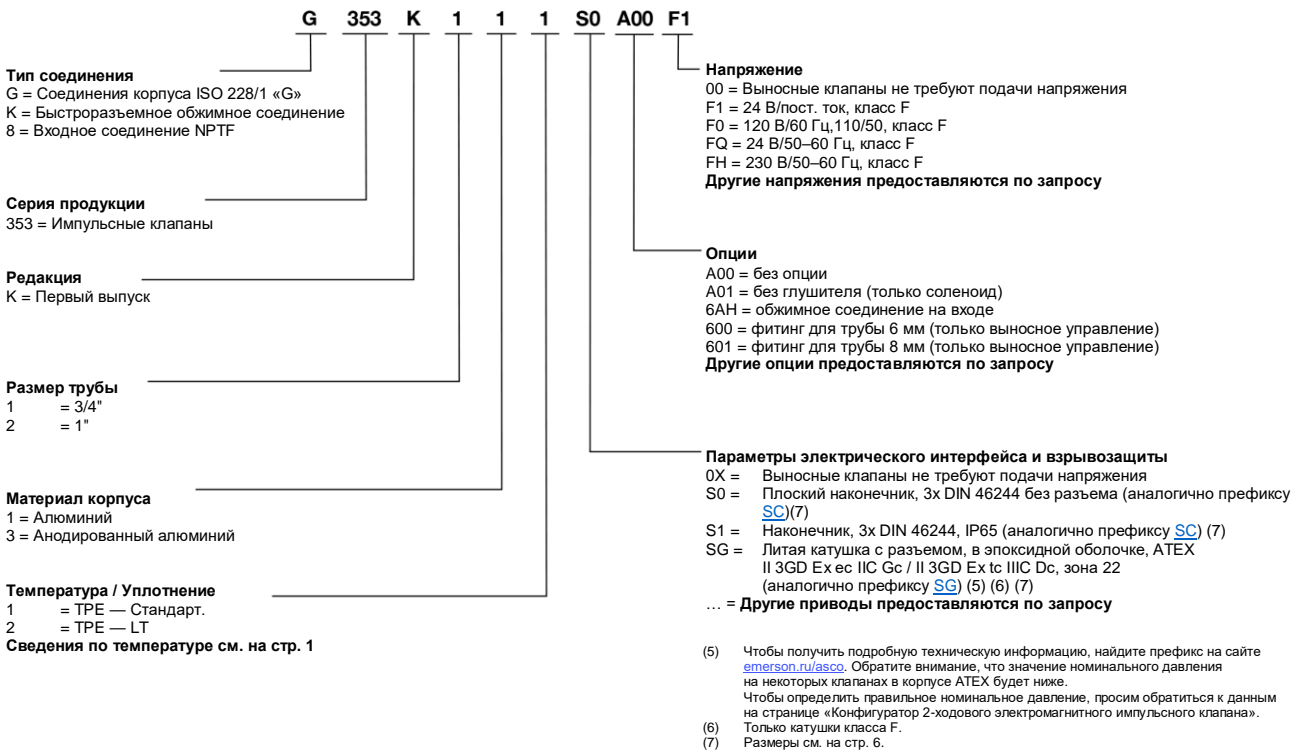 G 353 K 1 1 1 S0 A00 F1
Тип соединения
G = Соединения корпуса ISO 228/1 «G»
K = Быстроразъемное обжимное соединение
8 = Входное соединение NPTF
Серия продукции
353 = Импульсные клапаны
Редакция
K = Первый выпуск
Размер трубы
1 = 3/4"
2 = 1"
Материал корпуса
1 = Алюминий
3 = Анодированный алюминий
Температура / Уплотнение
1 = TPE — Стандарт.
2 = TPE — LT
Сведения по температуре см. на стр. 1
Напряжение
00 = Выносные клапаны не требуют подачи напряжения
F1 = 24 В/пост. ток, класс F
F0 = 120 В/60 Гц,110/50, класс F
FQ = 24 В/50–60 Гц, класс F
FH = 230 В/50–60 Гц, класс F
Другие напряжения предоставляются по запросу
Опции
A00 = без опции
A01 = без глушителя (только соленоид)
6AH = обжимное соединение на входе
600 = фитинг для трубы 6 мм (только выносное управление)
601 = фитинг для трубы 8 мм (только выносное управление)
Другие опции предоставляются по запросу
Параметры электрического интерфейса и взрывозащиты
0X = Выносные клапаны не требуют подачи напряжения
S0 = Плоский наконечник, 3x DIN 46244 без разъема (аналогично префиксу
SC)(7)
S1 = Наконечник, 3x DIN 46244, IP65 (аналогично префиксу SC) (7)
SG = Литая катушка с разъемом, в эпоксидной оболочке, ATEX
II 3GD Ex ec IIC Gc / II 3GD Ex tc IIIC Dc, зона 22
(аналогично префиксу SG) (5) (6) (7)
… = Другие приводы предоставляются по запросу
(5) Чтобы получить подробную техническую информацию, найдите префикс на сайте
emerson.ru/asco. Обратите внимание, что значение номинального давления
на некоторых клапанах в корпусе ATEX будет ниже.
Чтобы определить правильное номинальное давление, просим обратиться к данным
на странице «Конфигуратор 2-ходового электромагнитного импульсного клапана».
(6) Только катушки класса F.
(7) Размеры см. на стр. 6.